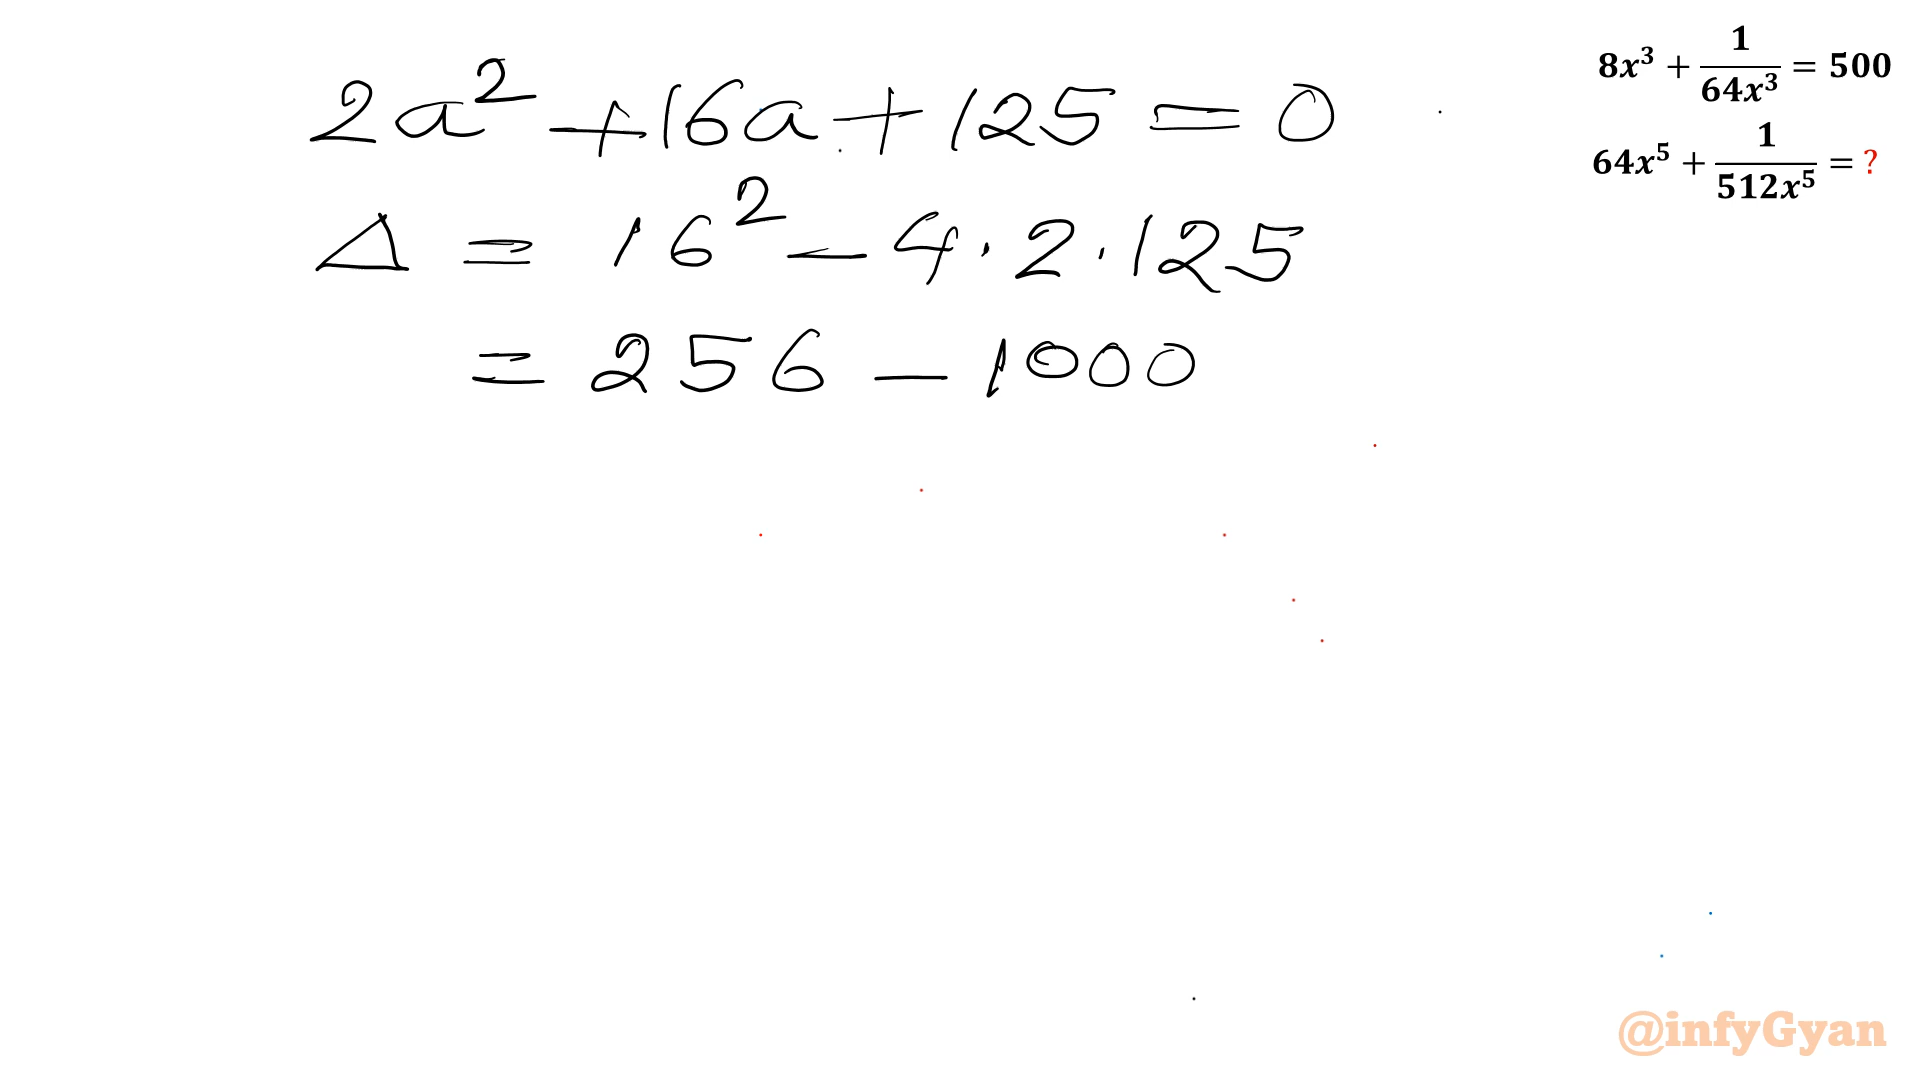 2a² + 16a + 125 = 0
Δ = 16² - 4 · 2 · 125
= 256 - 1000
8x³ + 1/(64x³) = 500
64x⁵ + 1/(512x⁵) = ?
@infyGyan